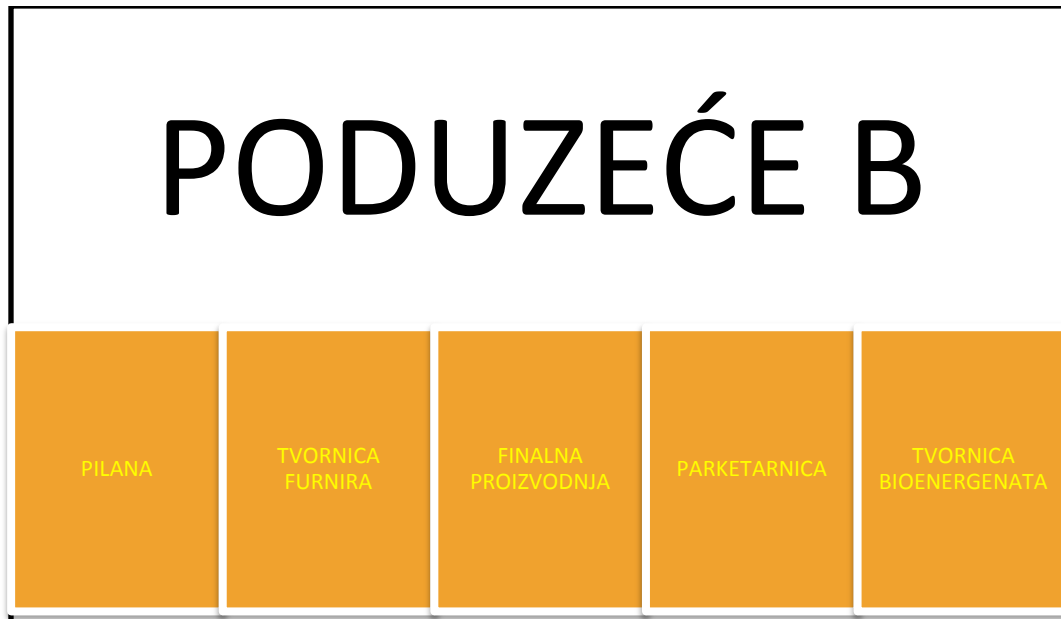 PODUZEĆE B
PILANA
TVORNICA
FURNIRA
FINALNA
PROIZVODNJA
PARKETARNICA
TVORNICA
BIOENERGENATA